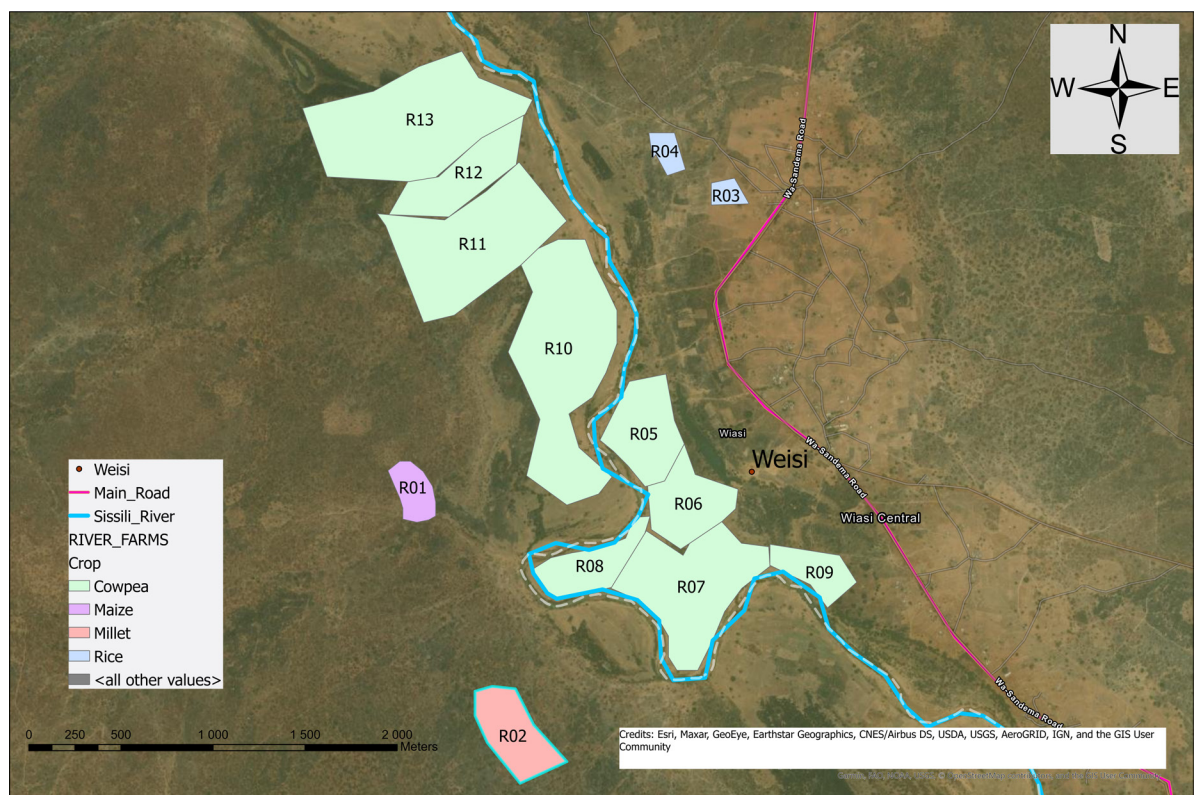 N
W E
S
R13
R04
R12
R03
Wa-Sandema Road
R11
R10
R05
Wiasi
Weisi
Wa-Sandema Road
R01
R06
Wiasi Central
R08
R07
R09
Wa-Sandema Road
R02
Weisi
Main_Road
Sissili_River
RIVER_FARMS
Crop
Cowpea
Maize
Millet
Rice
<all other values>
0 250 500 1 000 1 500 2 000
Meters
Credits: Esri, Maxar, GeoEye, Earthstar Geographics, CNES/Airbus DS, USDA, USGS, AeroGRID, IGN, and the GIS User
Community